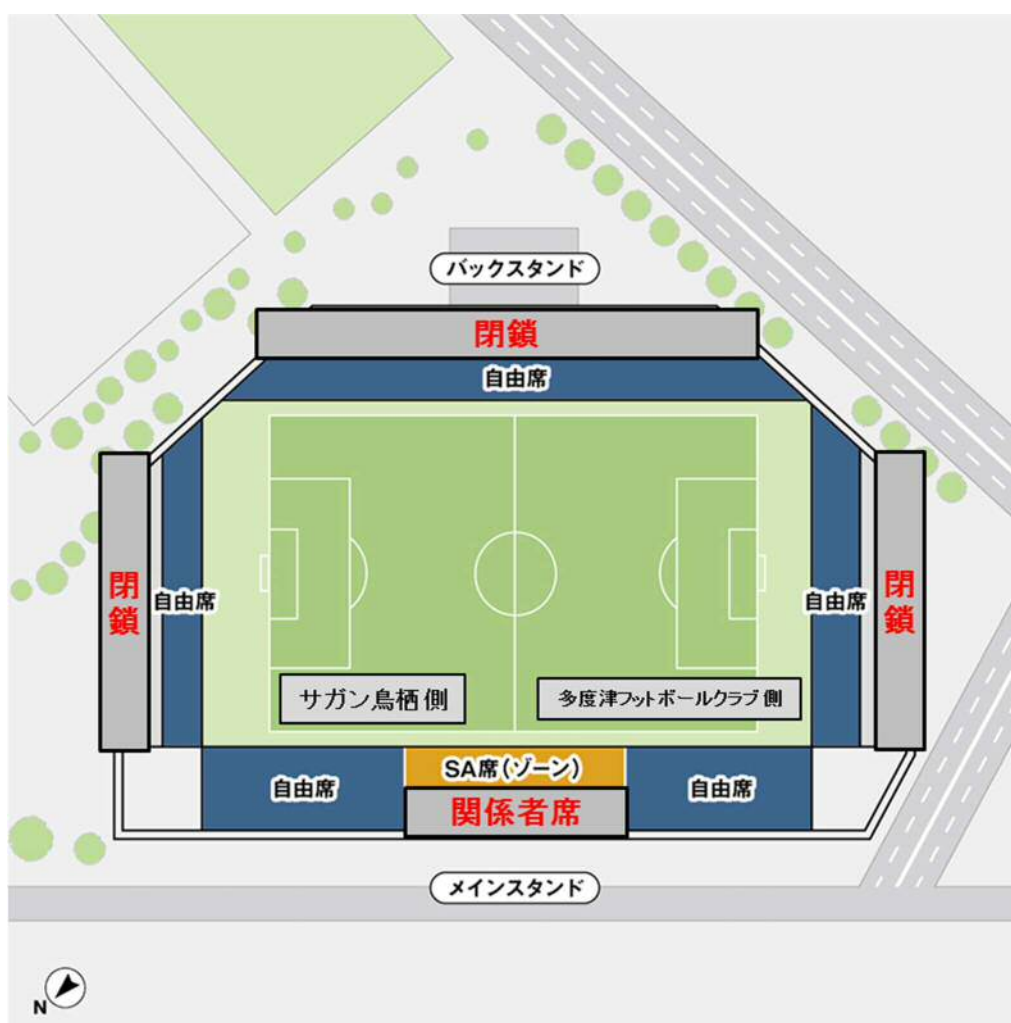 バックスタンド
閉鎖
自由席
閉鎖
自由席
自由席
閉鎖
サガン鳥栖側
多度津フットボールクラブ側
自由席
SA席(ゾーン)
自由席
関係者席
メインスタンド
N